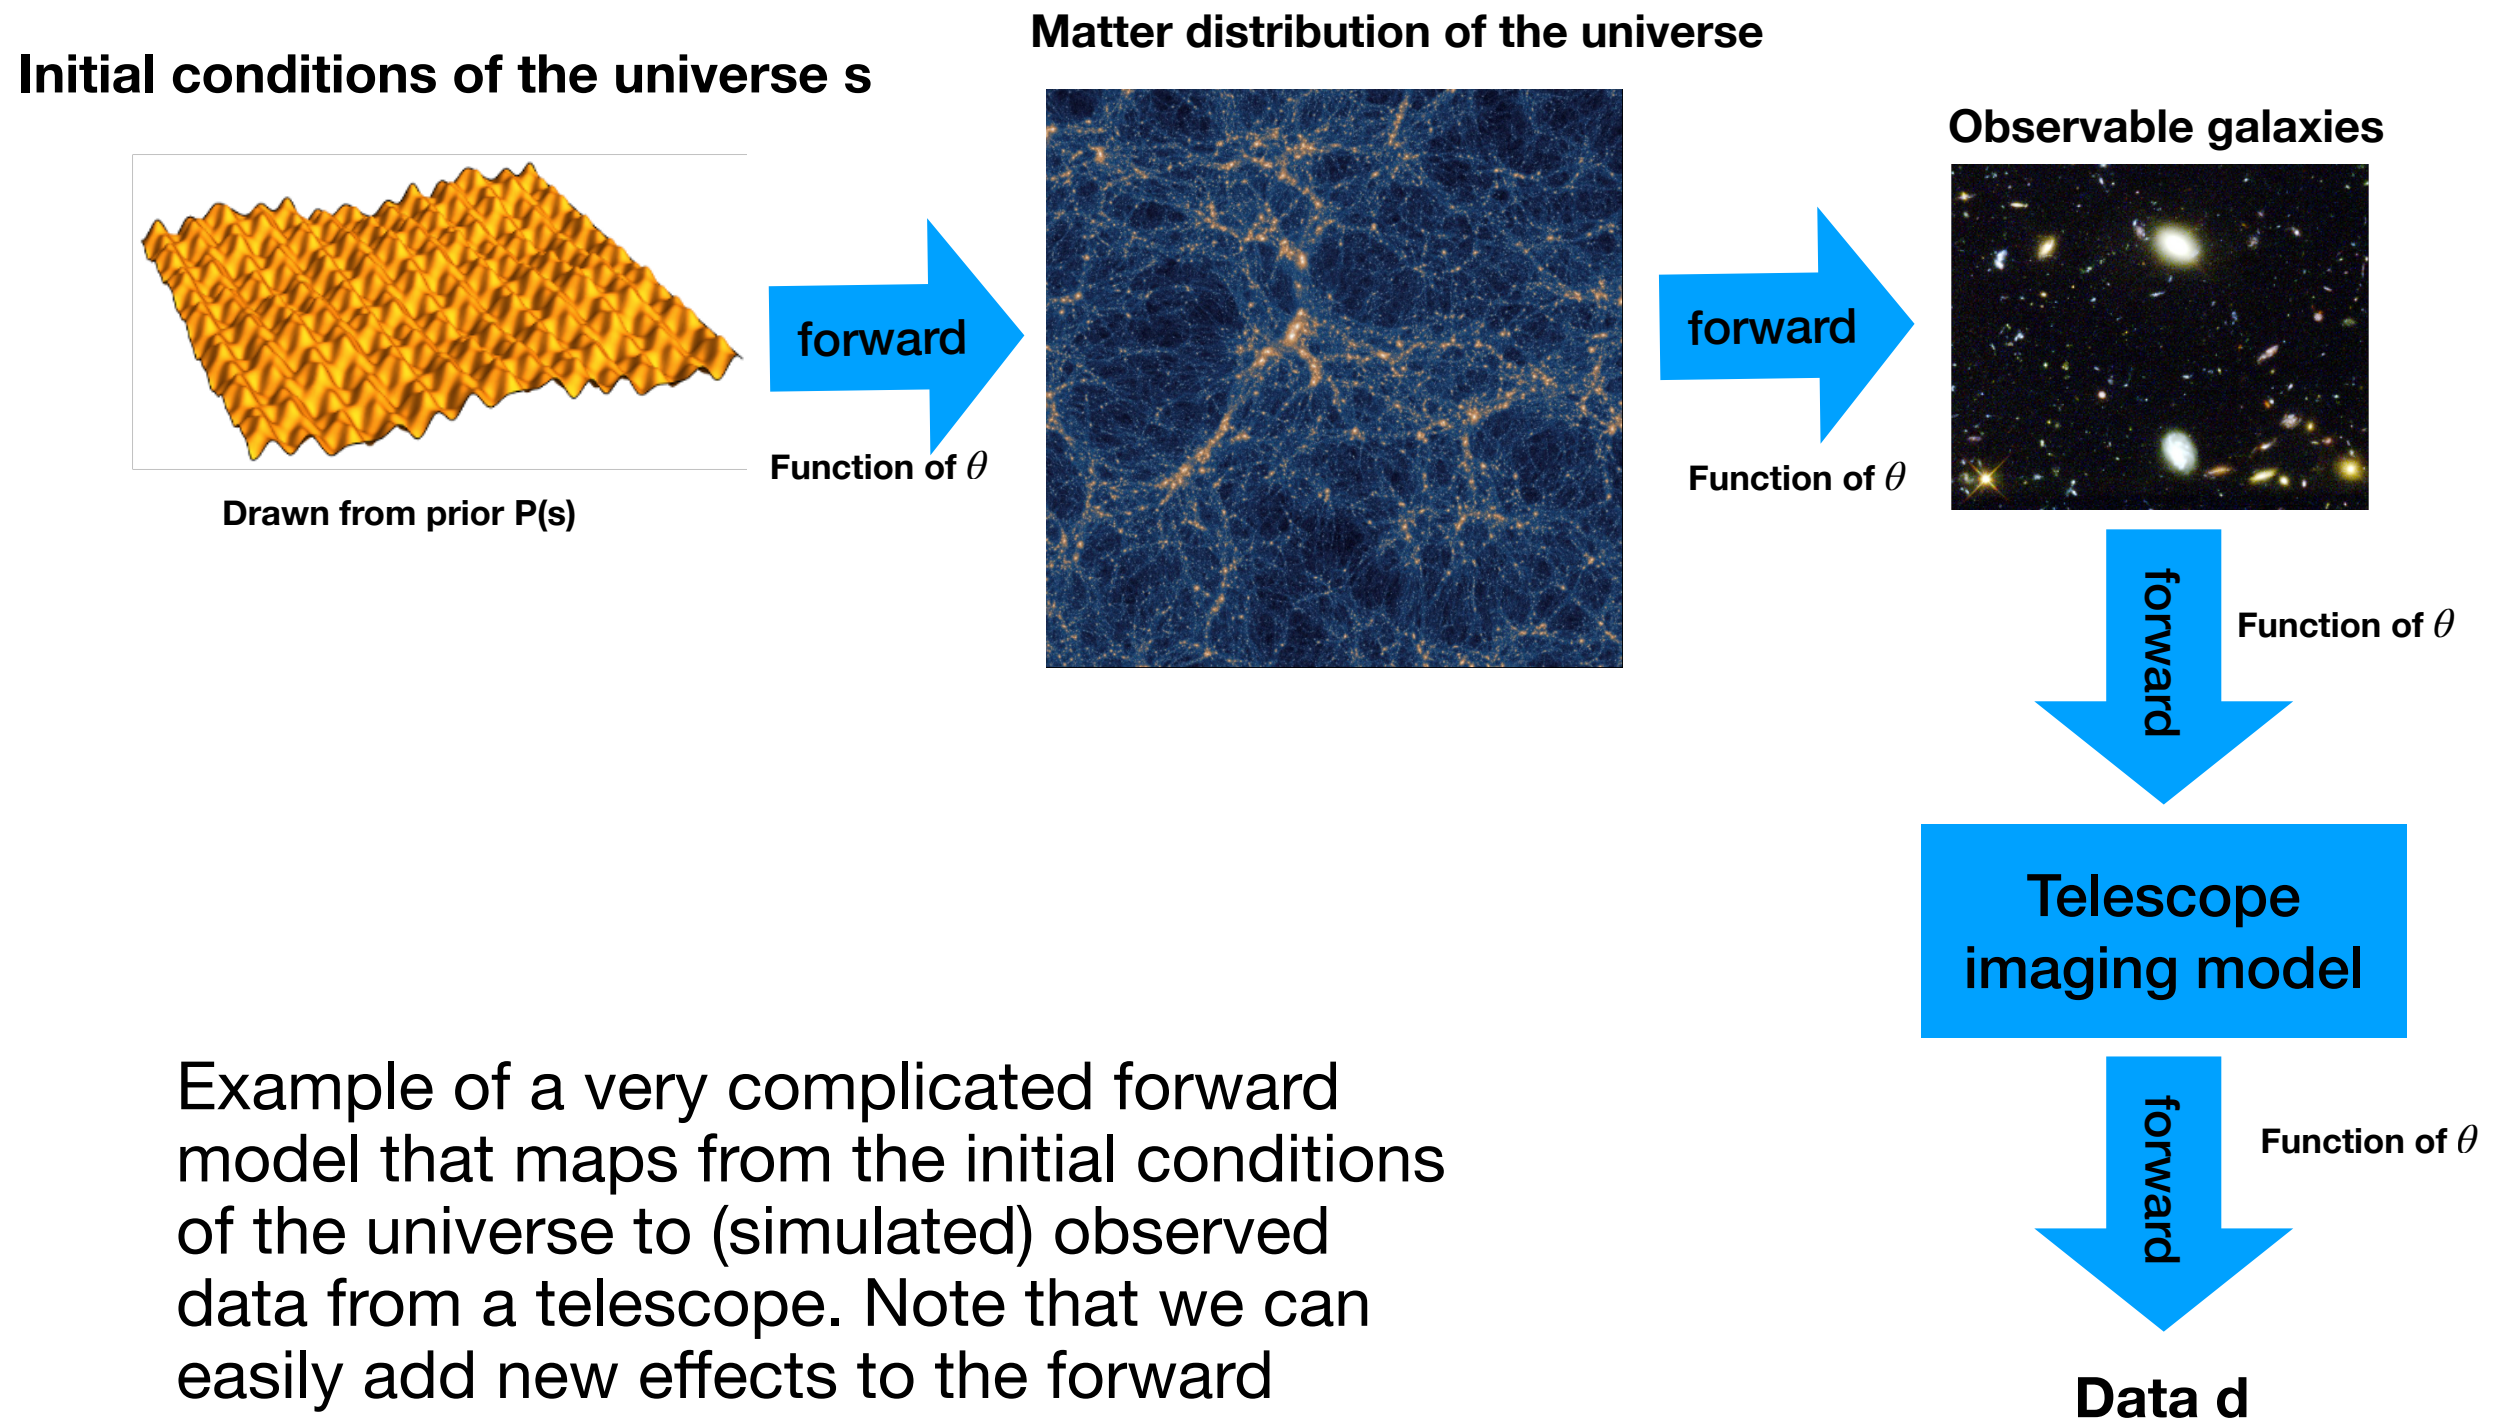 Matter distribution of the universe
Initial conditions of the universe s
Observable galaxies
forward
forward
Function of θ
Function of θ
Drawn from prior P(s)
forward
Function of θ
Telescope
imaging model
forward
Function of θ
Example of a very complicated forward
model that maps from the initial conditions
of the universe to (simulated) observed
data from a telescope. Note that we can
easily add new effects to the forward
Data d